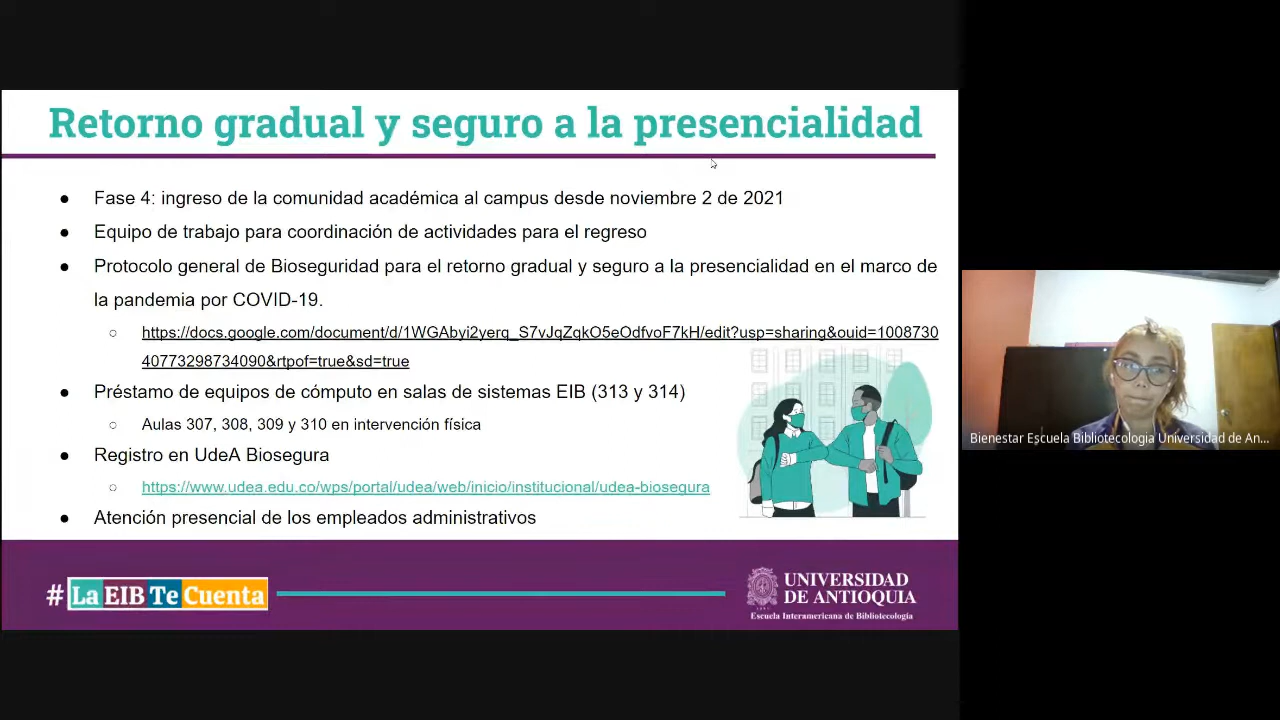 Retorno gradual y seguro a la presencialidad
● Fase 4: ingreso de la comunidad académica al campus desde noviembre 2 de 2021
● Equipo de trabajo para coordinación de actividades para el regreso
● Protocolo general de Bioseguridad para el retorno gradual y seguro a la presencialidad en el marco de
la pandemia por COVID-19.
○ https://docs.google.com/document/d/1WGAbyi2yerq_S7vJqZqkO5eOdfvoF7kH/edit?usp=sharing&ouid=1008730
40773298734090&rtpof=true&sd=true
● Préstamo de equipos de cómputo en salas de sistemas EIB (313 y 314)
○ Aulas 307, 308, 309 y 310 en intervención física
● Registro en UdeA Biosegura
○ https://www.udea.edu.co/wps/portal/udea/web/inicio/institucional/udea-biosegura
● Atención presencial de los empleados administrativos
Bienestar Escuela Bibliotecologia Universidad de An...
#La EIB Te Cuenta
UNIVERSIDAD
DE ANTIOQUIA
Escuela Interamericana de Bibliotecología